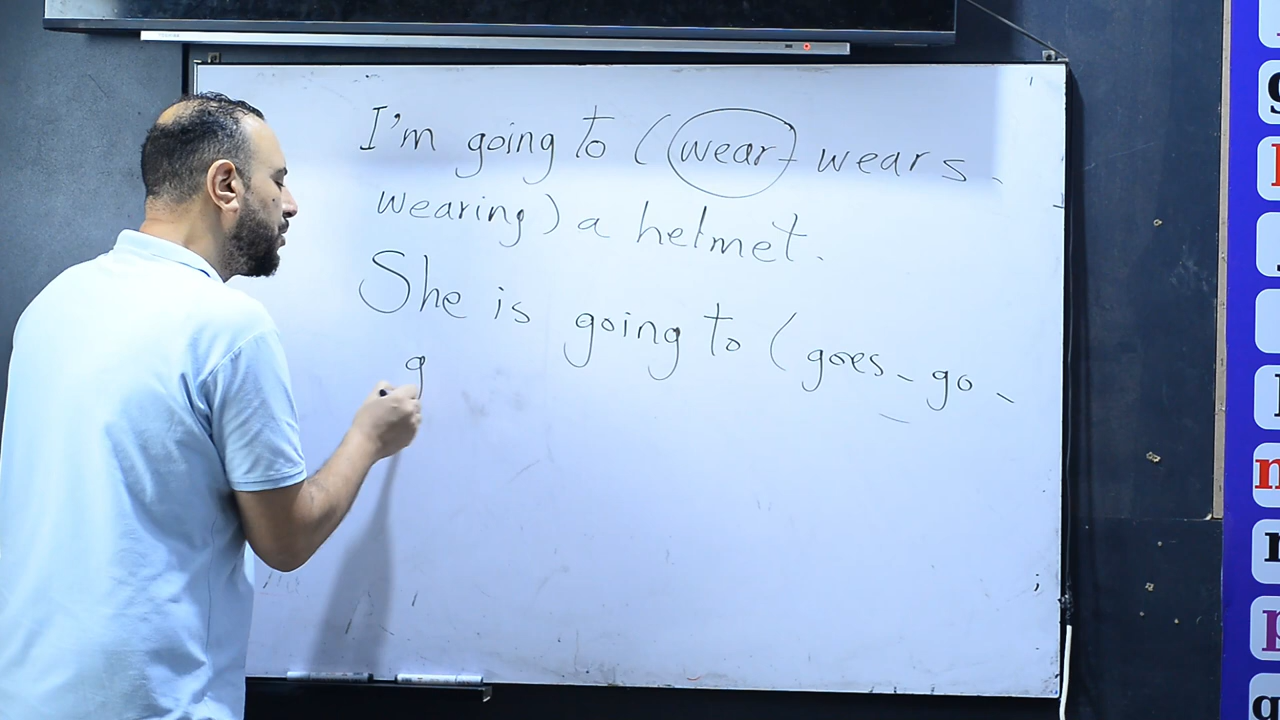 I'm going to (wear - wears -
wearing) a helmet.
She is going to (goes - go -
g